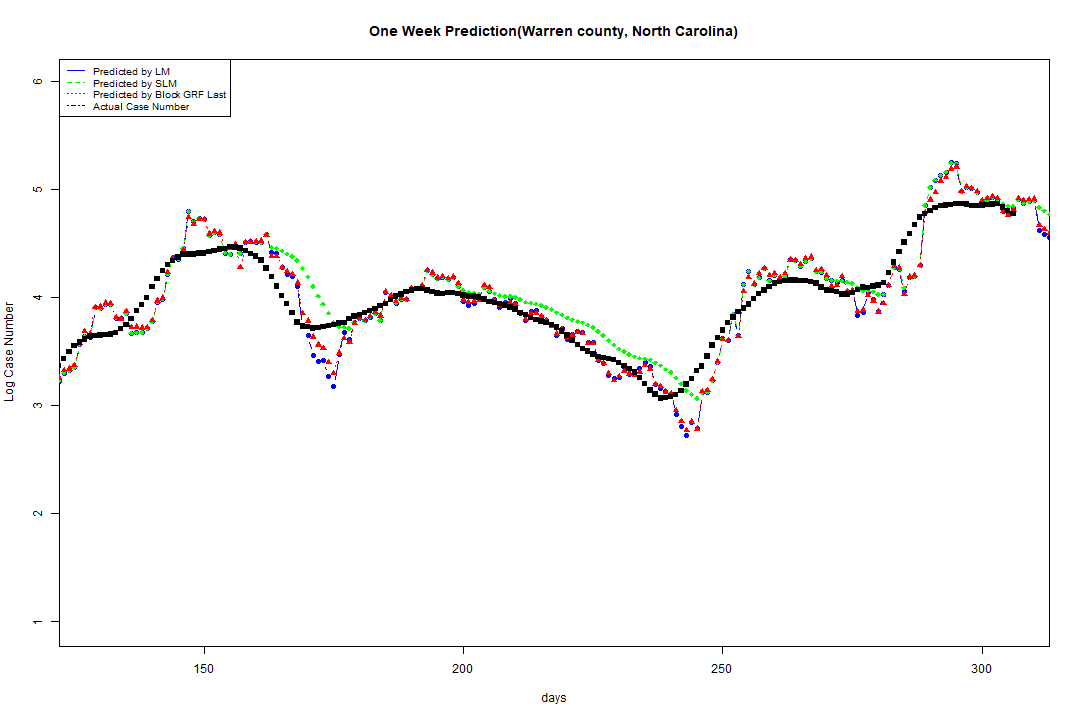 One Week Prediction(Warren county, North Carolina)
Predicted by LM
Predicted by SLM
Predicted by Block GRF Last
Actual Case Number
6
5
4
3
2
1
Log Case Number
150
200
250
300
days